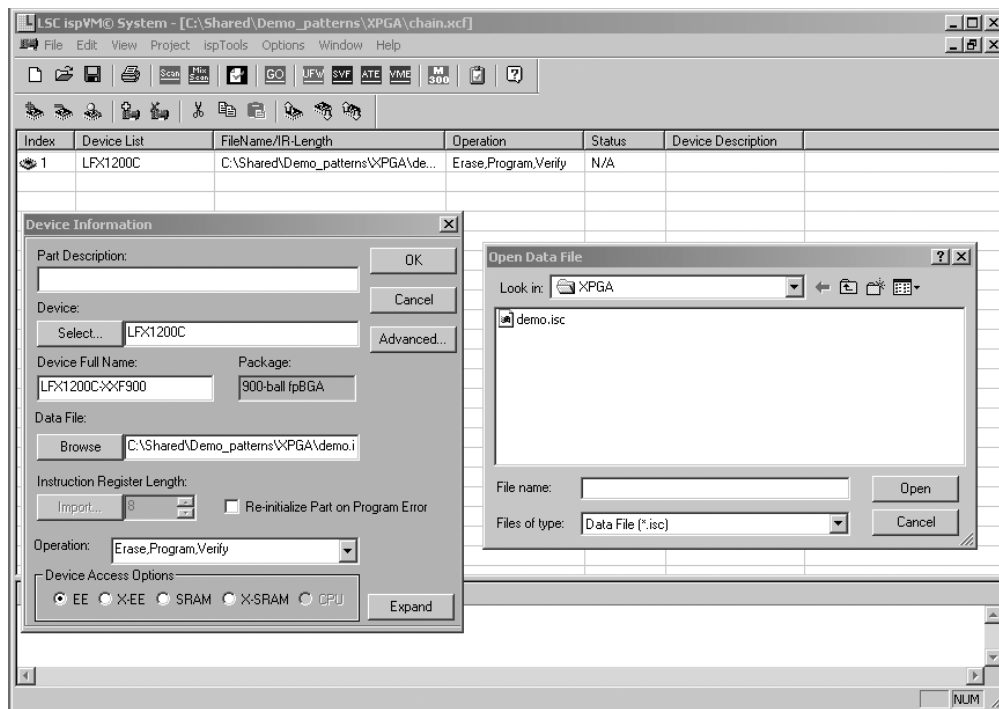 LSC ispVM© System - [C:\Shared\Demo_patterns\XPGA\chain.xcf]
File Edit View Project ispTools Options Window Help
Scan Mix Scan GO UFW SVF ATE VME M 300
Index Device List FileName/IR-Length Operation Status Device Description
1 LFX1200C C:\Shared\Demo_patterns\XPGA\de... Erase,Program,Verify N/A
Device Information
Part Description:
OK
Cancel
Device:
Select... LFX1200C
Advanced...
Device Full Name: Package:
LFX1200C-XXF900 900-ball fpBGA
Data File:
Browse C:\Shared\Demo_patterns\XPGA\demo.i
Instruction Register Length:
Import... 8 Re-initialize Part on Program Error
Operation: Erase,Program,Verify
Device Access Options
EE X-EE SRAM X-SRAM CPU
Expand
Open Data File
Look in: XPGA
demo.isc
File name: Open
Files of type: Data File (*.isc) Cancel
NUM